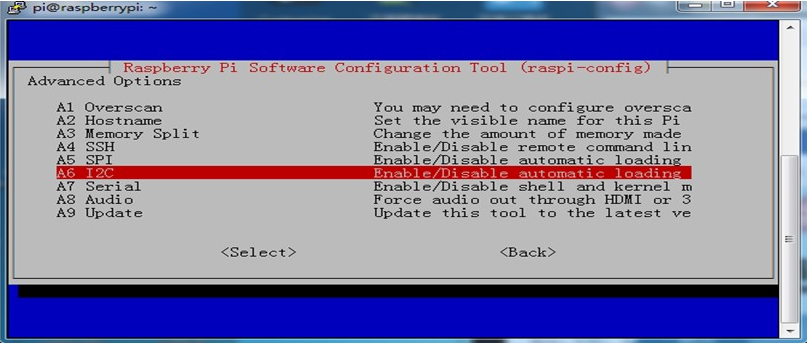 pi@raspberrypi: ~
Raspberry Pi Software Configuration Tool (raspi-config)
Advanced Options
A1 Overscan You may need to configure oversca
A2 Hostname Set the visible name for this Pi
A3 Memory Split Change the amount of memory made
A4 SSH Enable/Disable remote command lin
A5 SPI Enable/Disable automatic loading
A6 I2C Enable/Disable automatic loading
A7 Serial Enable/Disable shell and kernel m
A8 Audio Force audio out through HDMI or 3
A9 Update Update this tool to the latest ve
<Select> <Back>